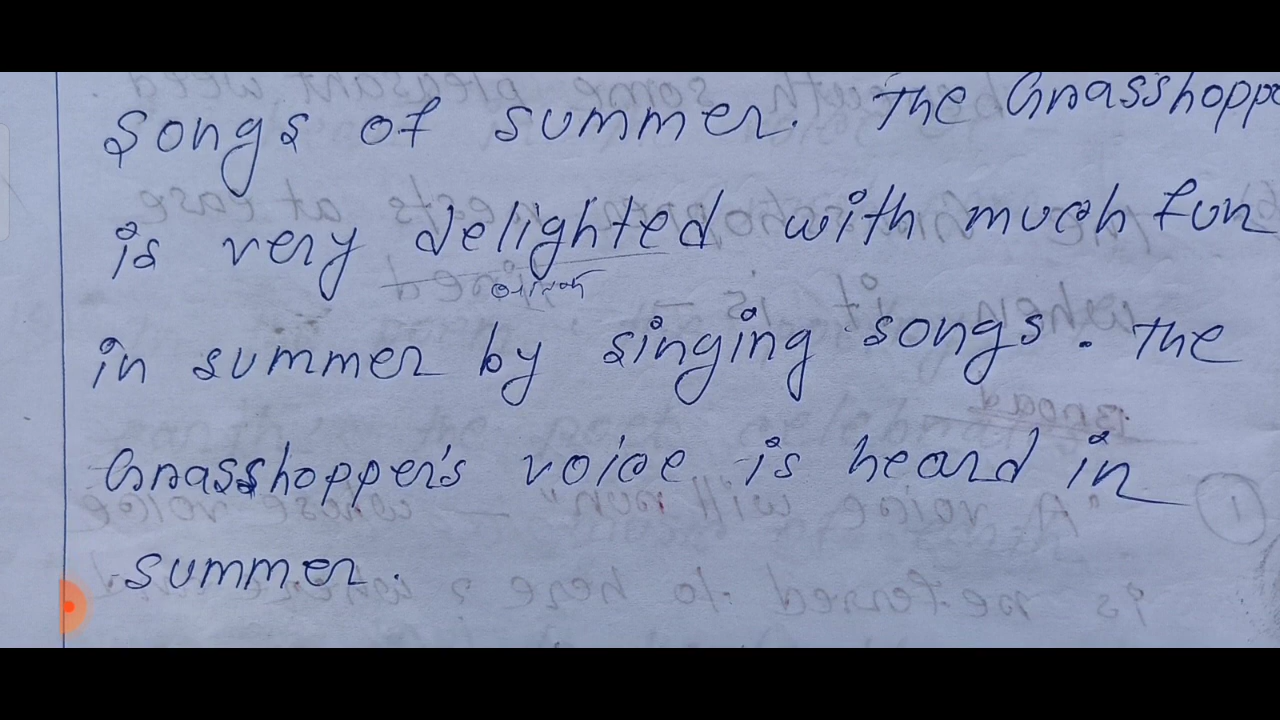 songs of summer. The Grasshoppe
is very delighted with much fun
in summer by singing songs. The
Grasshopper's voice is heard in
summer.